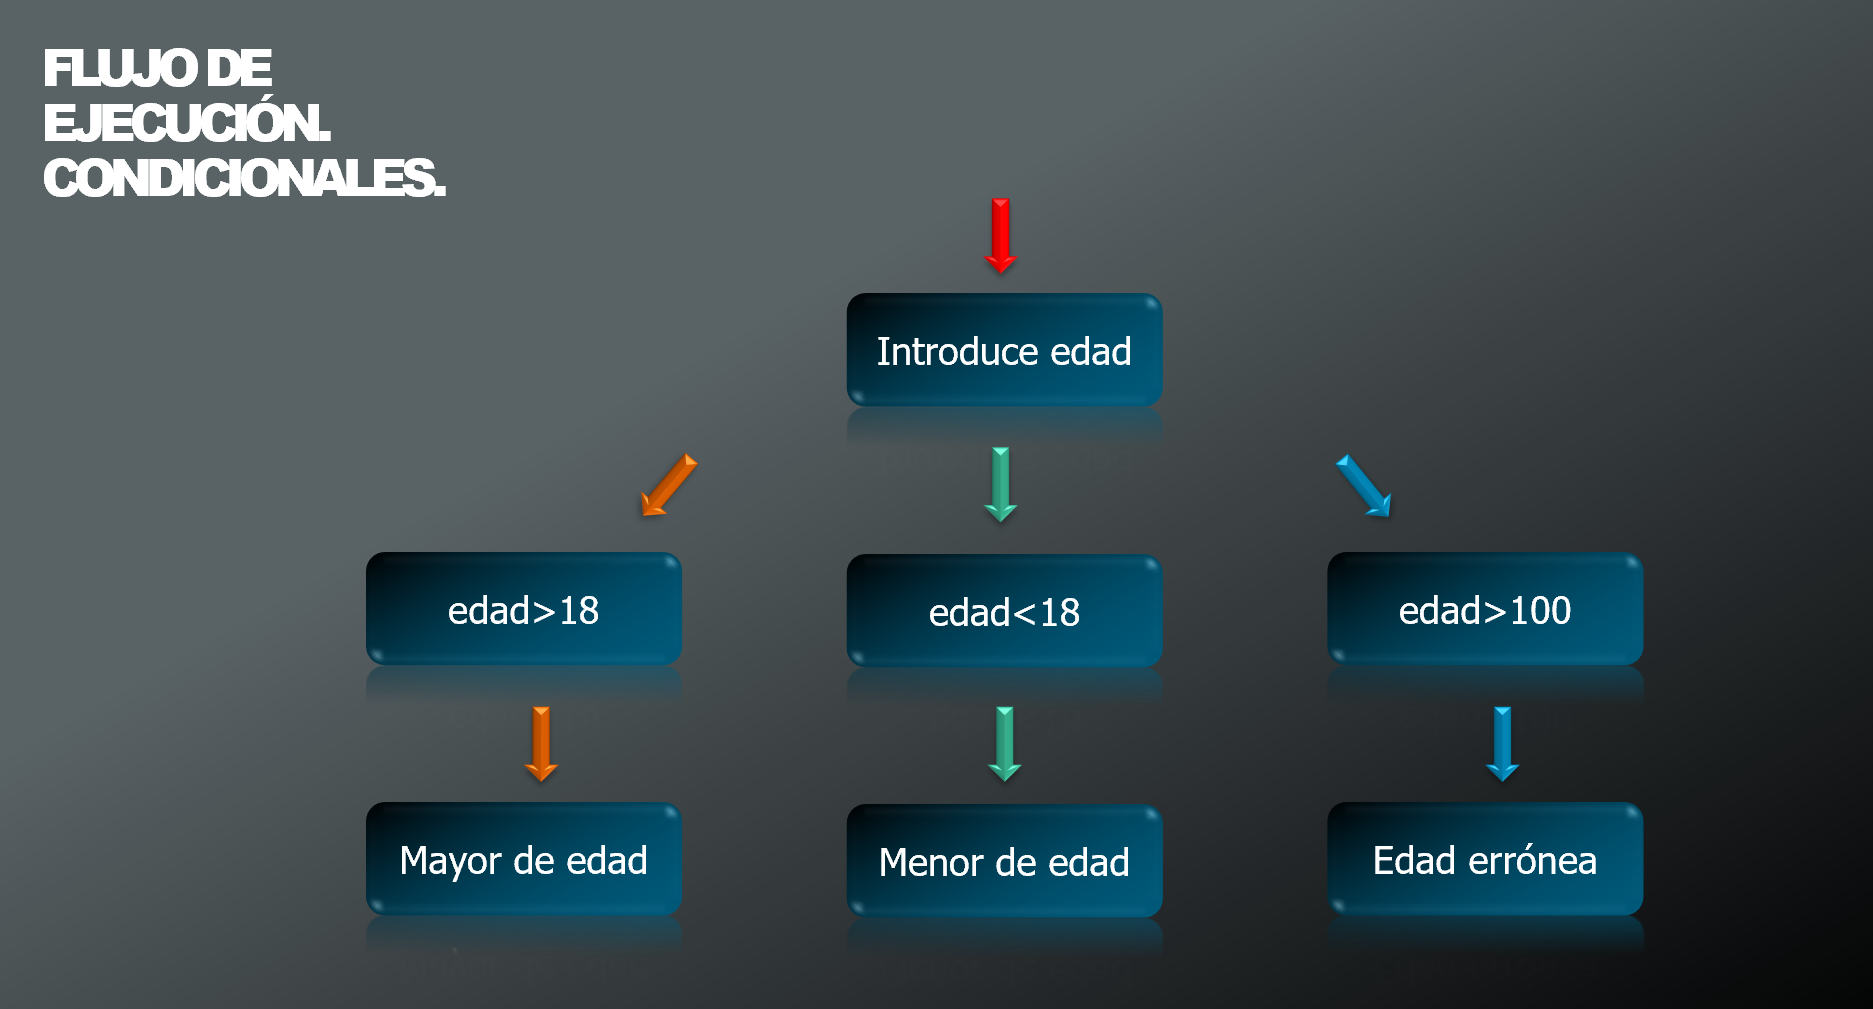 FLUJO DE
EJECUCIÓN.
CONDICIONALES.
Introduce edad
edad>18
edad<18
edad>100
Mayor de edad
Menor de edad
Edad errónea